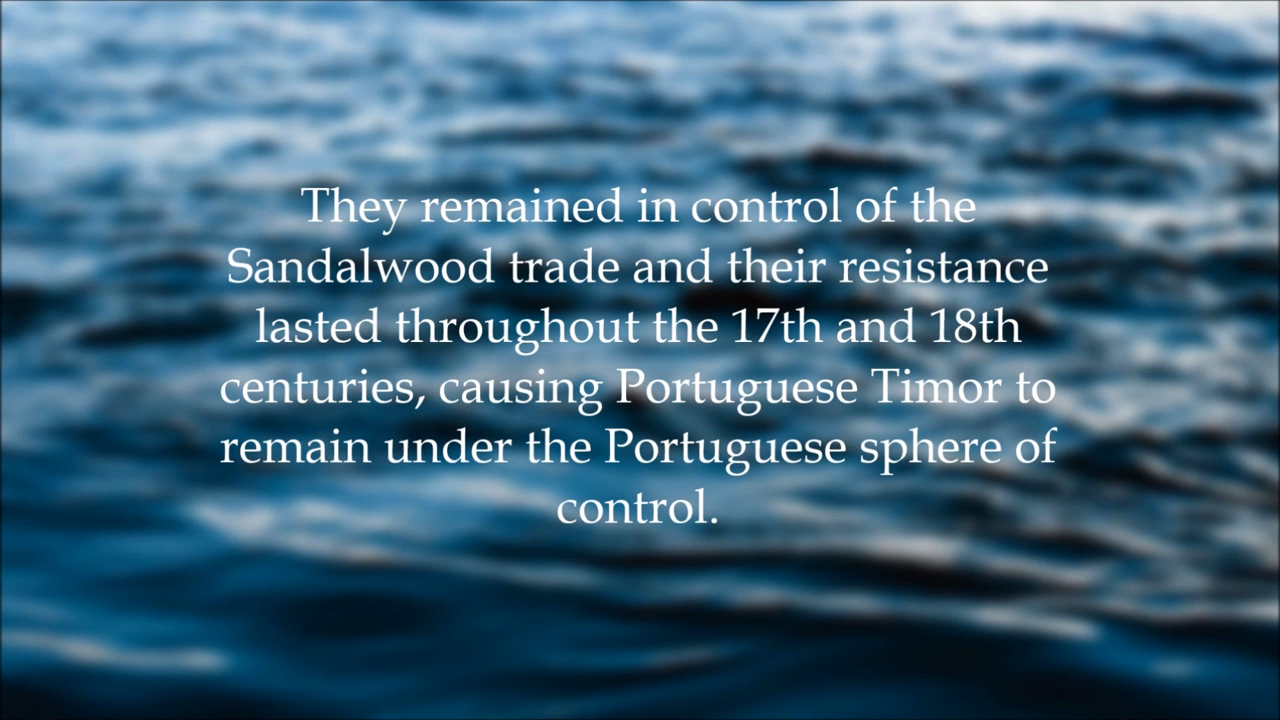 They remained in control of the
Sandalwood trade and their resistance
lasted throughout the 17th and 18th
centuries, causing Portuguese Timor to
remain under the Portuguese sphere of
control.